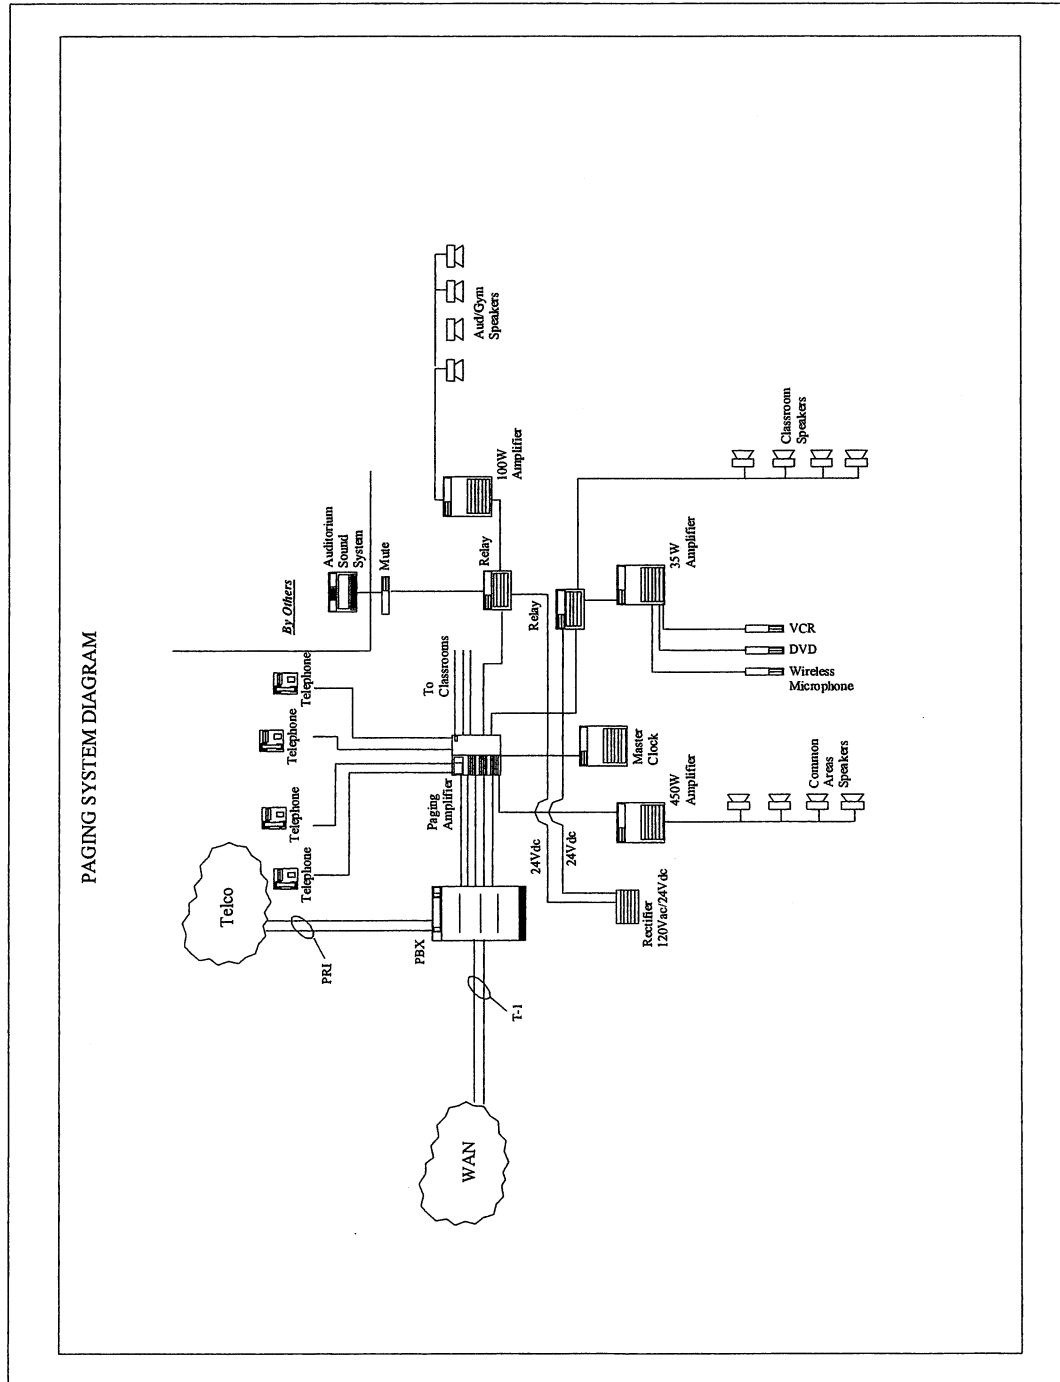 PAGING SYSTEM DIAGRAM
Telco
PRI
WAN
T-1
PBX
Telephone
Telephone
Telephone
Telephone
By Others
Auditorium
Sound
System
Mute
Paging
Amplifier
To
Classrooms
Relay
100W
Amplifier
Aud/Gym
Speakers
24Vdc
24Vdc
Relay
Rectifier
120Vac/24Vdc
450W
Amplifier
Master
Clock
35W
Amplifier
Common
Areas
Speakers
Wireless
Microphone
DVD
VCR
Classroom
Speakers